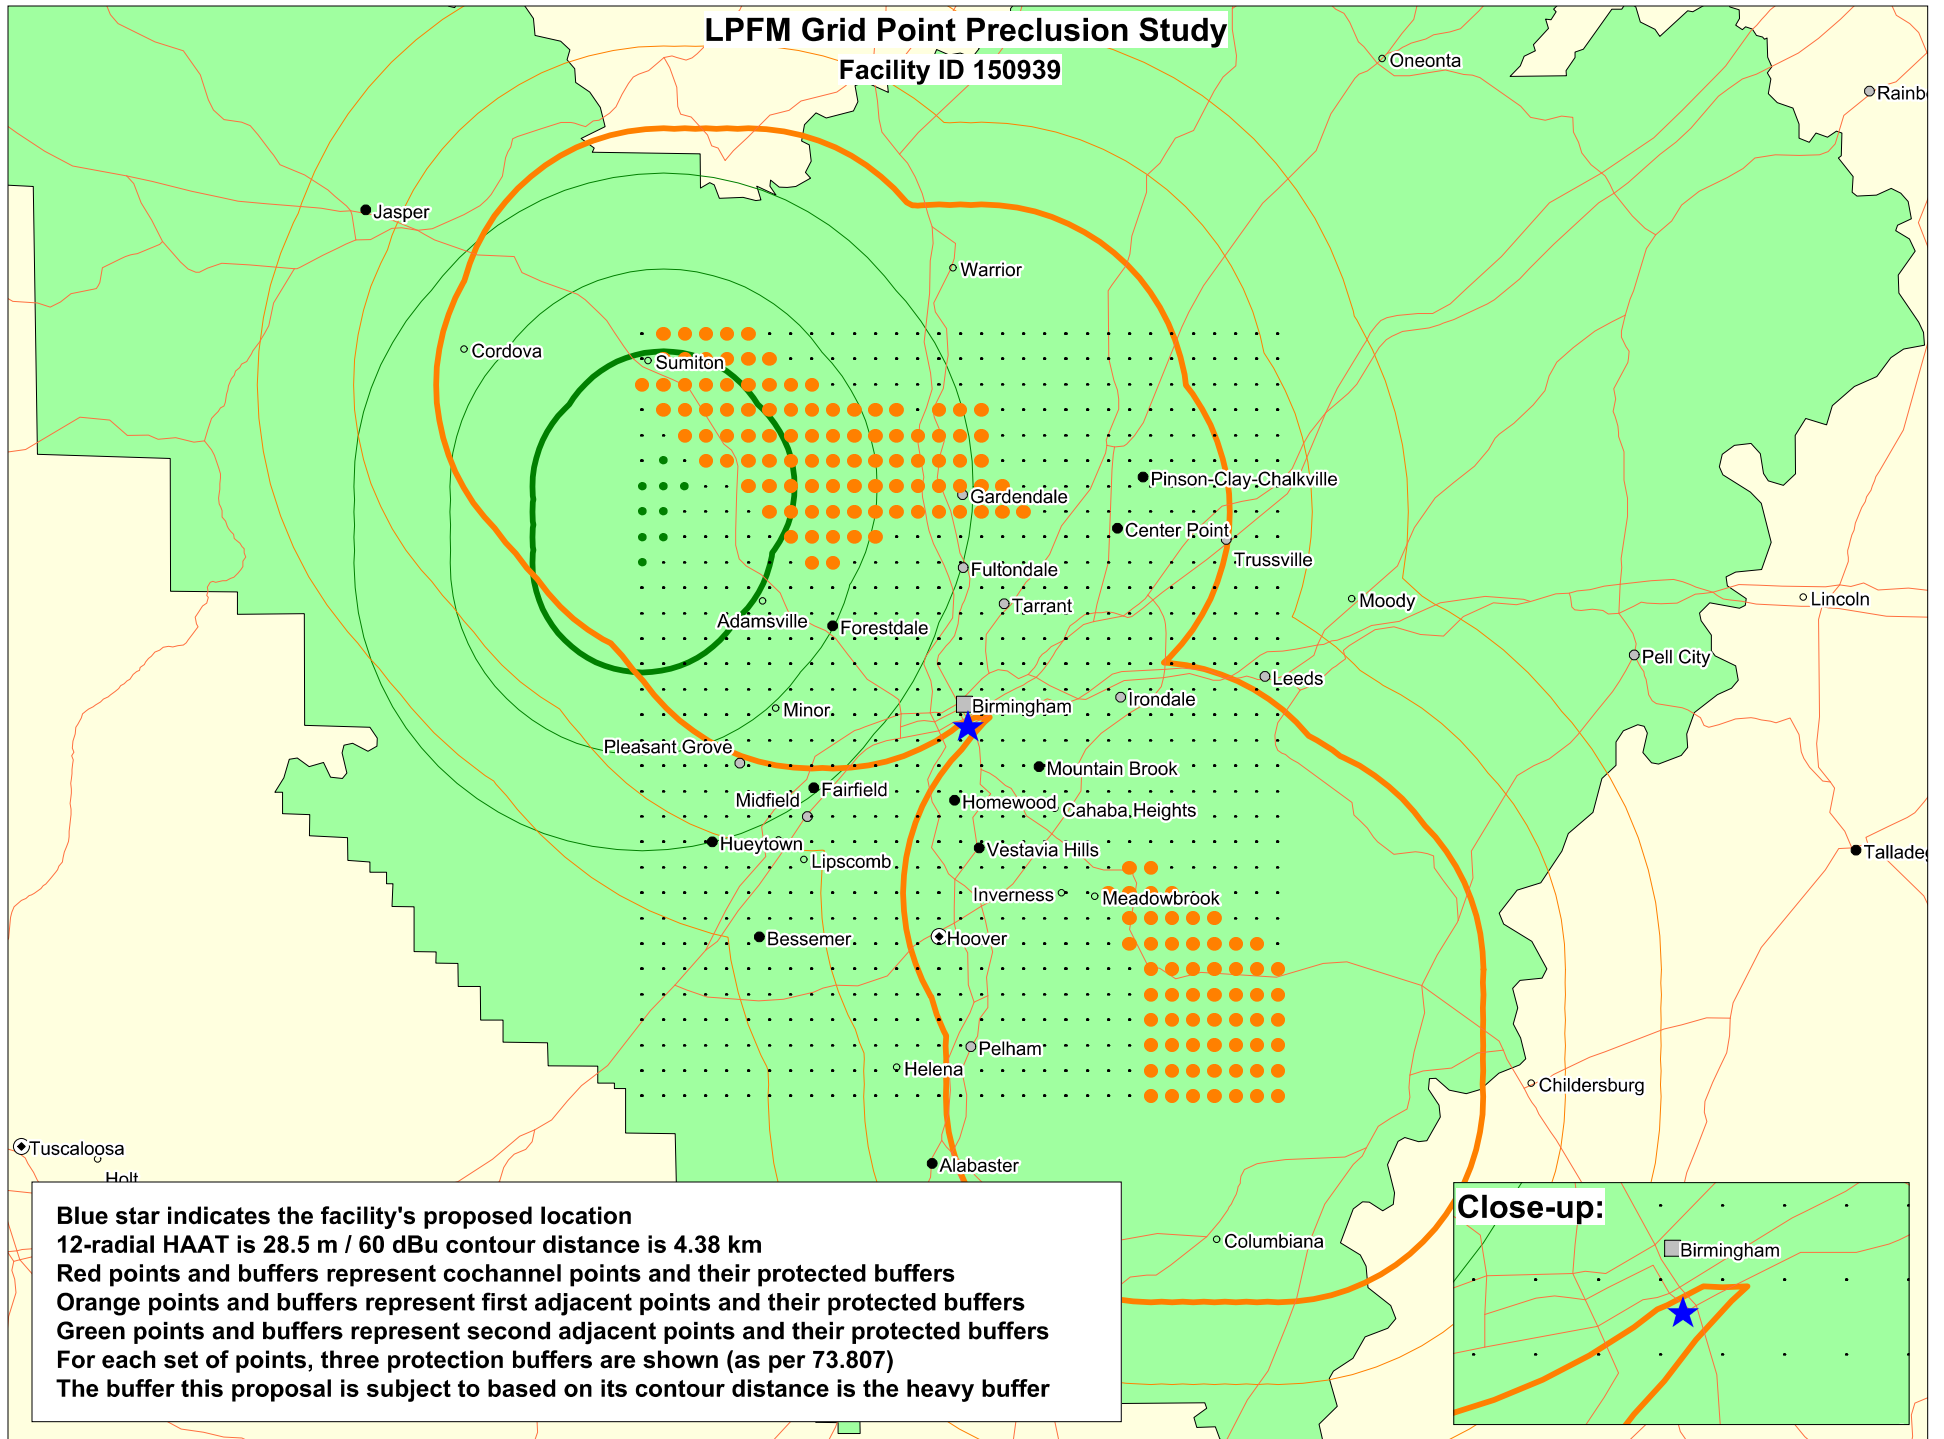 LPFM Grid Point Preclusion Study
Facility ID 150939
Oneonta
Jasper
Warrior
Cordova
Sumiton
Gardendale
Pinson-Clay-Chalkville
Center Point
Trussville
Fultondale
Tarrant
Moody
Lincoln
Adamsville
Forestdale
Pell City
Leeds
Irondale
Minor
Birmingham
Pleasant Grove
Mountain Brook
Fairfield
Midfield
Homewood
Cahaba Heights
Hueytown
Vestavia Hills
Lipscomb
Inverness
Meadowbrook
Bessemer
Hoover
Pelham
Helena
Childersburg
Tuscaloosa
Holt
Alabaster
Columbiana
Blue star indicates the facility's proposed location
12-radial HAAT is 28.5 m / 60 dBu contour distance is 4.38 km
Red points and buffers represent cochannel points and their protected buffers
Orange points and buffers represent first adjacent points and their protected buffers
Green points and buffers represent second adjacent points and their protected buffers
For each set of points, three protection buffers are shown (as per 73.807)
The buffer this proposal is subject to based on its contour distance is the heavy buffer
Close-up:
Birmingham